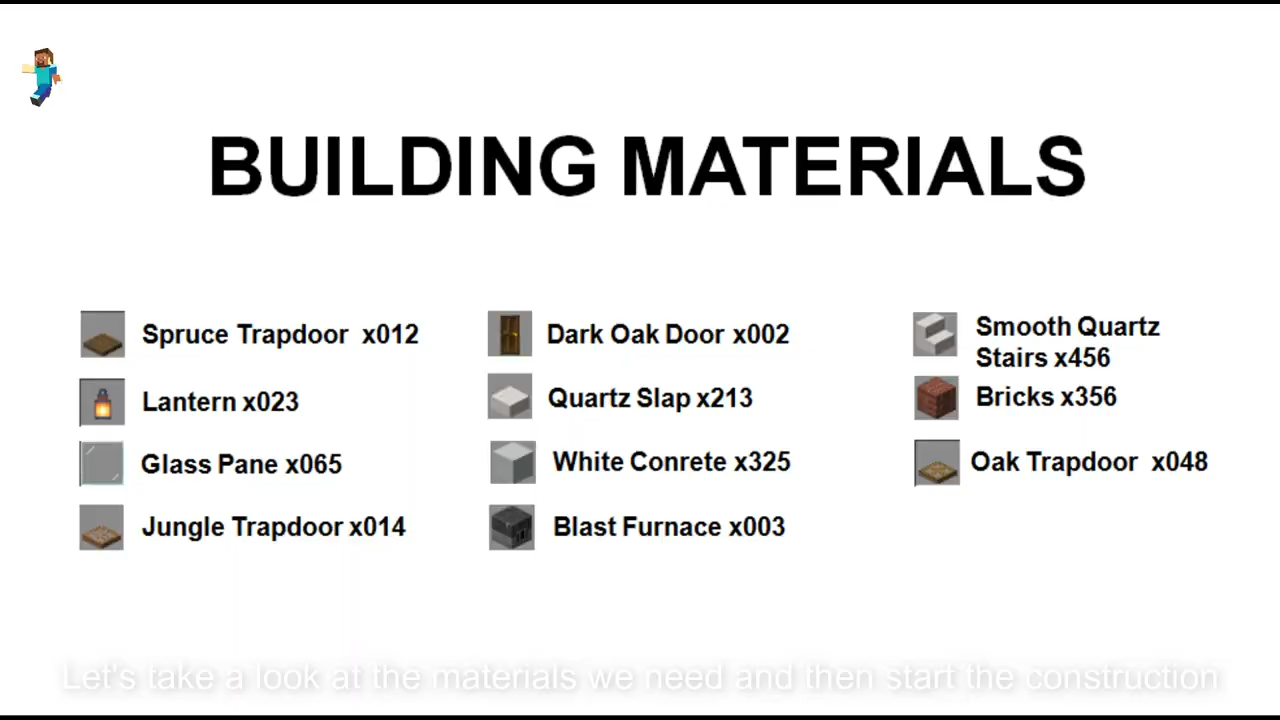 BUILDING MATERIALS
Spruce Trapdoor x012
Lantern x023
Glass Pane x065
Jungle Trapdoor x014
Dark Oak Door x002
Quartz Slap x213
White Conrete x325
Blast Furnace x003
Smooth Quartz
Stairs x456
Bricks x356
Oak Trapdoor x048
Let's take a look at the materials we need and then start the construction